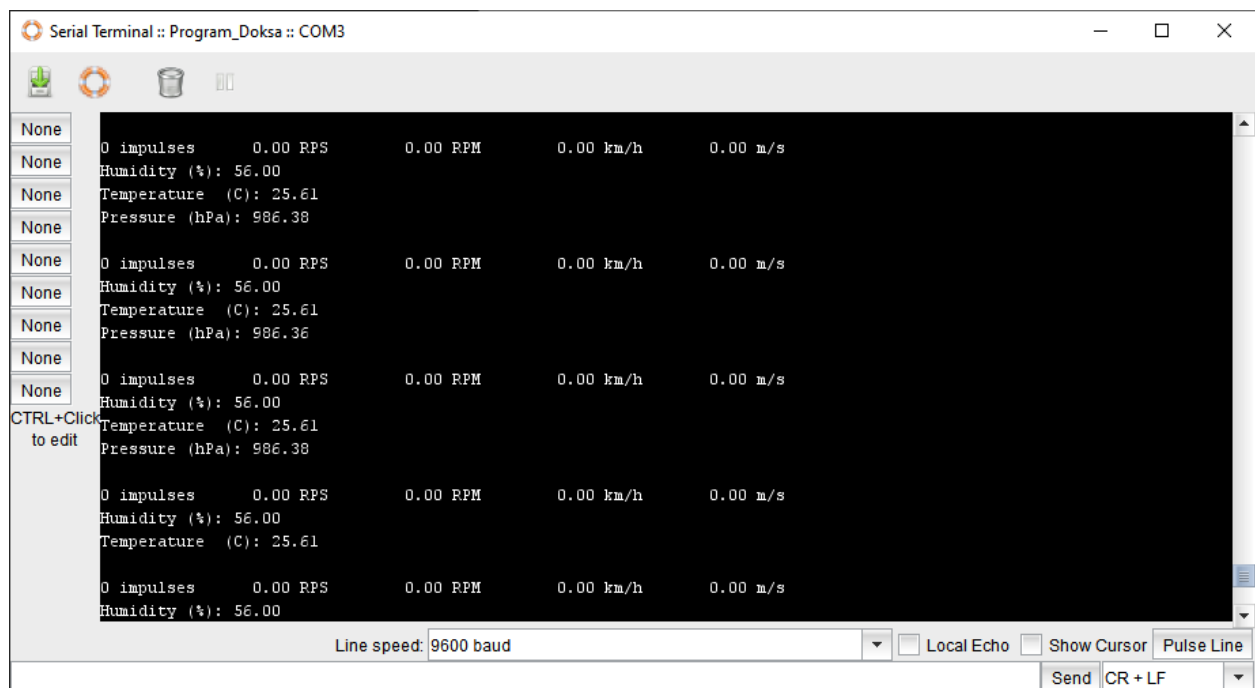 Serial Terminal :: Program_Doksa :: COM3
None
None
None
None
None
None
None
None
None
CTRL+Click
to edit
0 impulses 0.00 RPS 0.00 RPM 0.00 km/h 0.00 m/s
Humidity (%): 56.00
Temperature (C): 25.61
Pressure (hPa): 986.38
0 impulses 0.00 RPS 0.00 RPM 0.00 km/h 0.00 m/s
Humidity (%): 56.00
Temperature (C): 25.61
Pressure (hPa): 986.36
0 impulses 0.00 RPS 0.00 RPM 0.00 km/h 0.00 m/s
Humidity (%): 56.00
Temperature (C): 25.61
Pressure (hPa): 986.38
0 impulses 0.00 RPS 0.00 RPM 0.00 km/h 0.00 m/s
Humidity (%): 56.00
Temperature (C): 25.61
0 impulses 0.00 RPS 0.00 RPM 0.00 km/h 0.00 m/s
Humidity (%): 56.00
Line speed: 9600 baud Local Echo Show Cursor Pulse Line
Send CR + LF